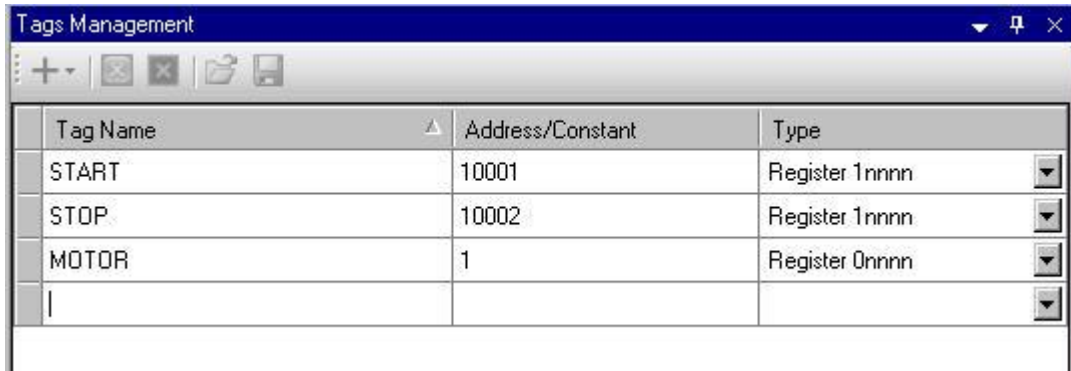 Tags Management
Tag Name Address/Constant Type
START 10001 Register 1nnnn
STOP 10002 Register 1nnnn
MOTOR 1 Register 0nnnn